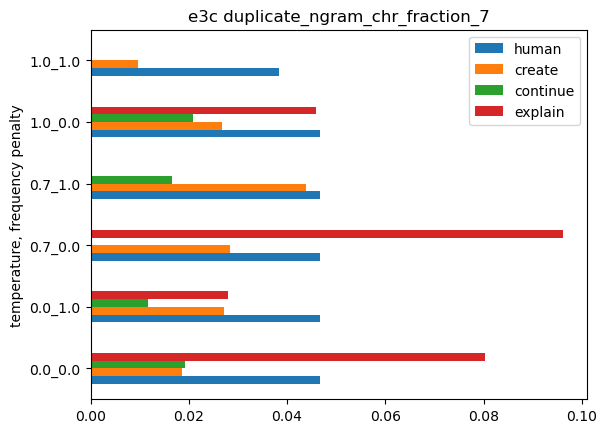 e3c duplicate_ngram_chr_fraction_7
human
create
continue
explain
temperature, frequency penalty
1.0_1.0
1.0_0.0
0.7_1.0
0.7_0.0
0.0_1.0
0.0_0.0
0.00 0.02 0.04 0.06 0.08 0.10